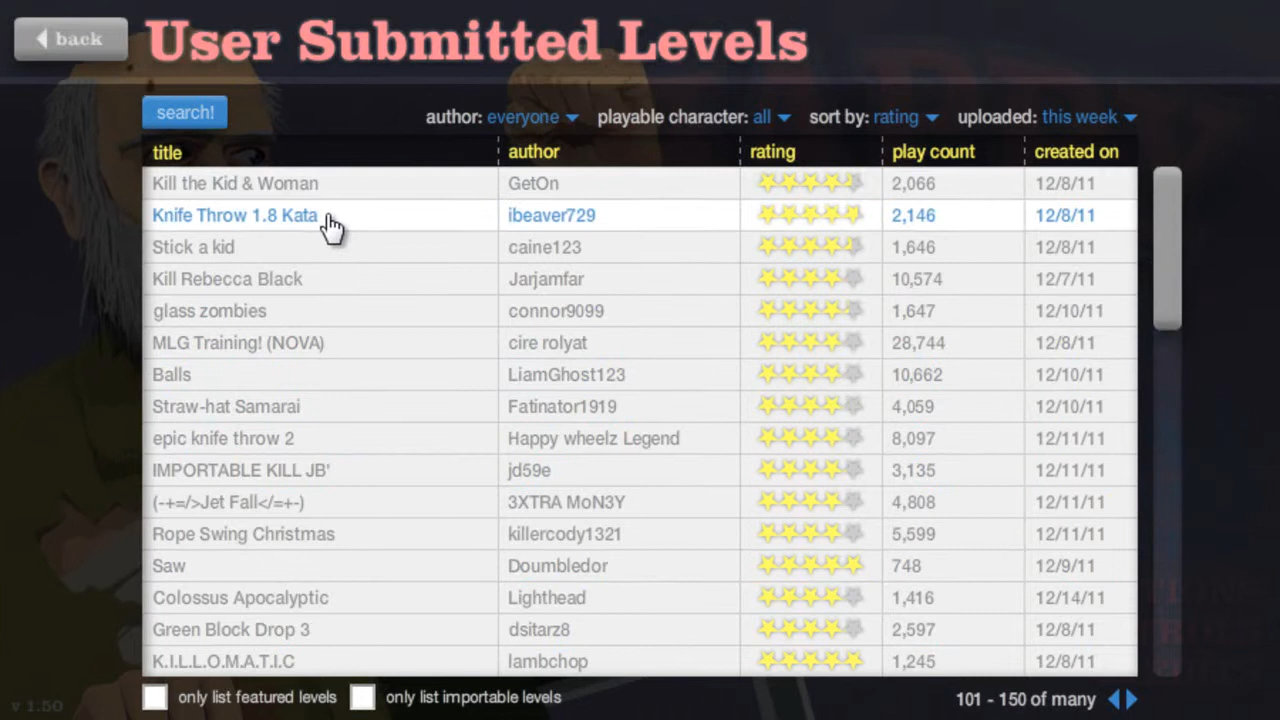 back
User Submitted Levels
search!
author: everyone playable character: all sort by: rating uploaded: this week
title author rating play count created on
Kill the Kid & Woman GetOn 2,066 12/8/11
Knife Throw 1.8 Kata ibeaver729 2,146 12/8/11
Stick a kid caine123 1,646 12/8/11
Kill Rebecca Black Jarjamfar 10,574 12/7/11
glass zombies connor9099 1,647 12/10/11
MLG Training! (NOVA) cire rolyat 28,744 12/8/11
Balls LiamGhost123 10,662 12/10/11
Straw-hat Samarai Fatinator1919 4,059 12/10/11
epic knife throw 2 Happy wheelz Legend 8,097 12/11/11
IMPORTABLE KILL JB' jd59e 3,135 12/11/11
(-+=/>Jet Fall</=+-) 3XTRA MoN3Y 4,808 12/11/11
Rope Swing Christmas killercody1321 5,599 12/11/11
Saw Doumbledor 748 12/9/11
Colossus Apocalyptic Lighthead 1,416 12/14/11
Green Block Drop 3 dsitarz8 2,597 12/8/11
K.I.L.L.O.M.A.T.I.C lambchop 1,245 12/8/11
only list featured levels only list importable levels 101 - 150 of many
v 1.50